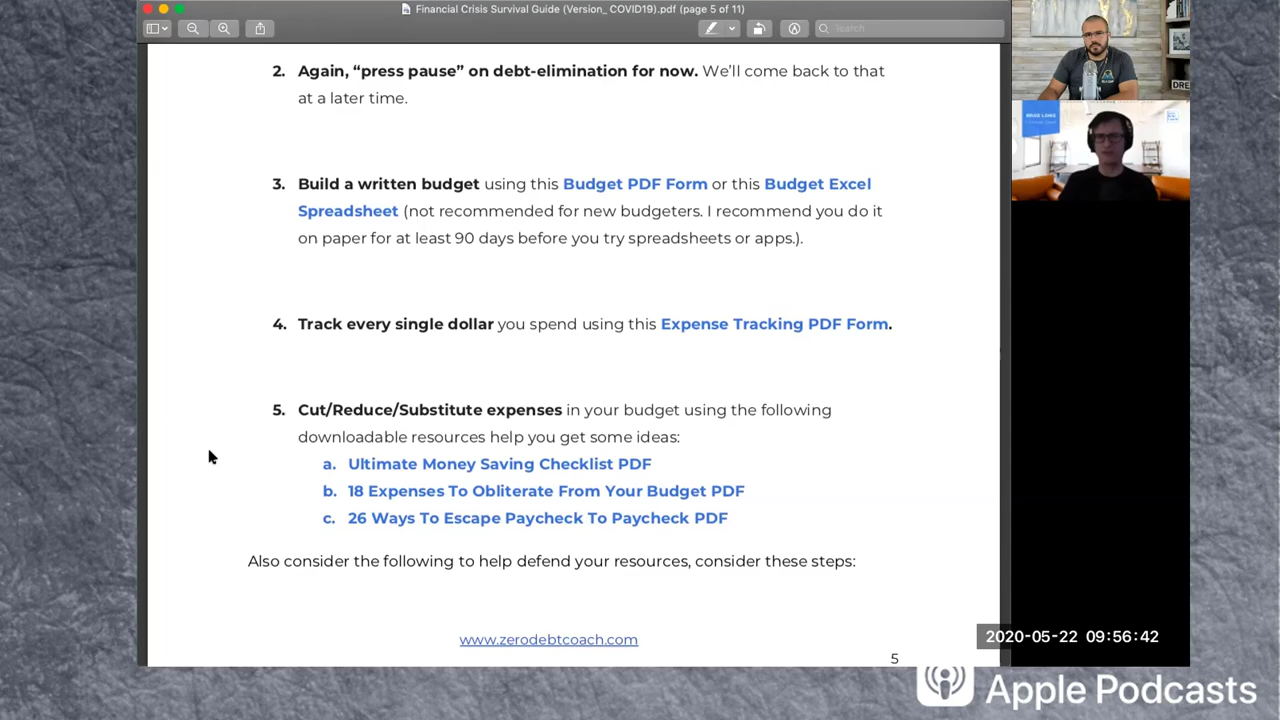 Financial Crisis Survival Guide (Version_ COVID19).pdf (page 5 of 11)
Search
2. Again, “press pause” on debt-elimination for now. We’ll come back to that
at a later time.
3. Build a written budget using this Budget PDF Form or this Budget Excel
Spreadsheet (not recommended for new budgeters. I recommend you do it
on paper for at least 90 days before you try spreadsheets or apps.).
4. Track every single dollar you spend using this Expense Tracking PDF Form.
5. Cut/Reduce/Substitute expenses in your budget using the following
downloadable resources help you get some ideas:
a. Ultimate Money Saving Checklist PDF
b. 18 Expenses To Obliterate From Your Budget PDF
c. 26 Ways To Escape Paycheck To Paycheck PDF
Also consider the following to help defend your resources, consider these steps:
www.zerodebtcoach.com
5
2020-05-22 09:56:42
Apple Podcasts